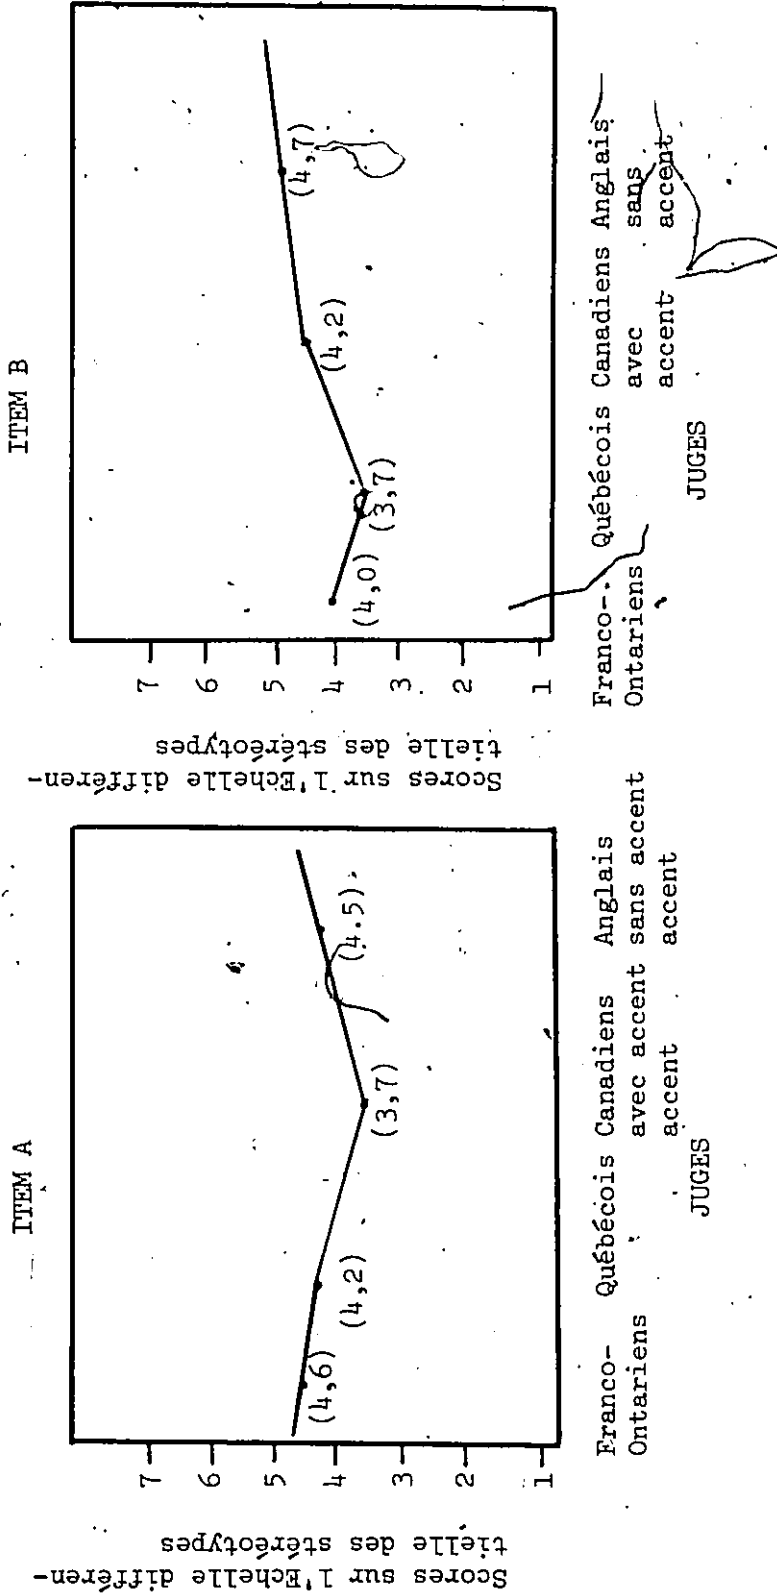 ITEM A
Scores sur l'Echelle différen-
tielle des stéréotypes
7
6
5
4
3
2
1
(4,6)
(4,2)
(3,7)
(4.5)
Franco- Québécois Canadiens Anglais
Ontariens avec accent sans accent
accent accent
JUGES
ITEM B
Scores sur l'Echelle différen-
tielle des stéréotypes
7
6
5
4
3
2
1
(4,0)
(3,7)
(4,2)
(4,7)
Franco- Québécois Canadiens Anglais
Ontariens avec sans
accent accent
JUGES